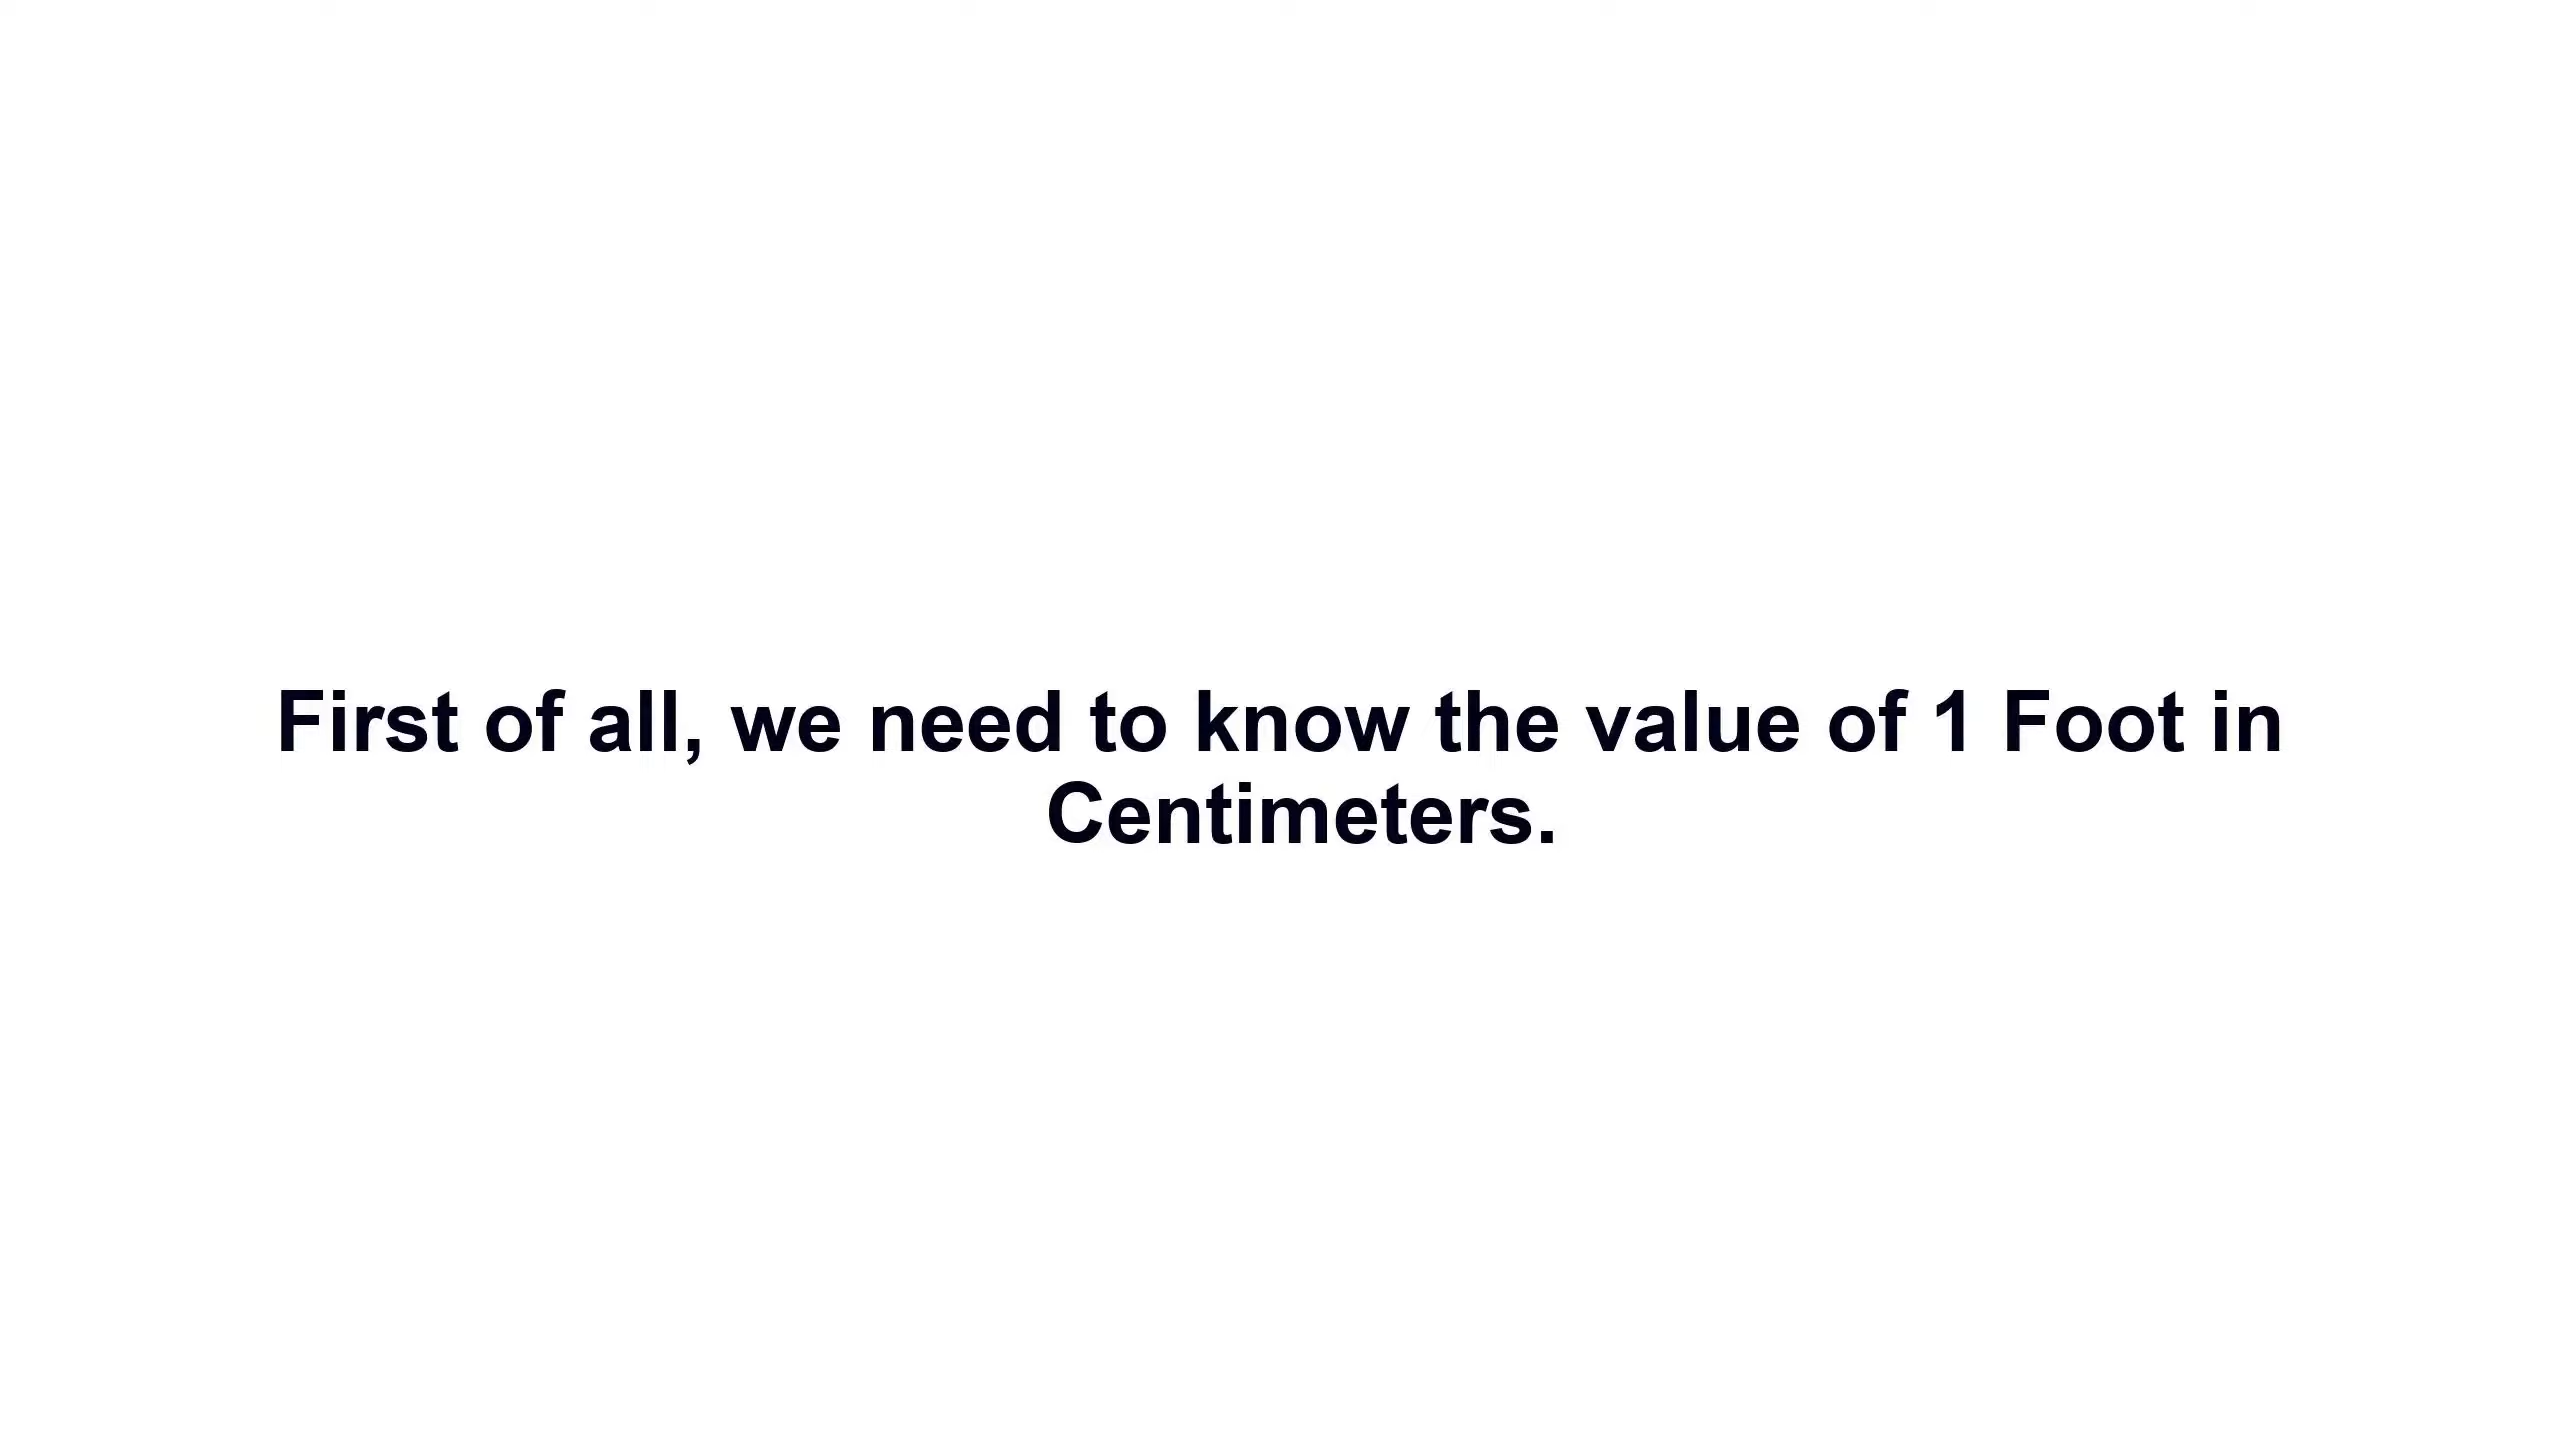 First of all, we need to know the value of 1 Foot in
Centimeters.